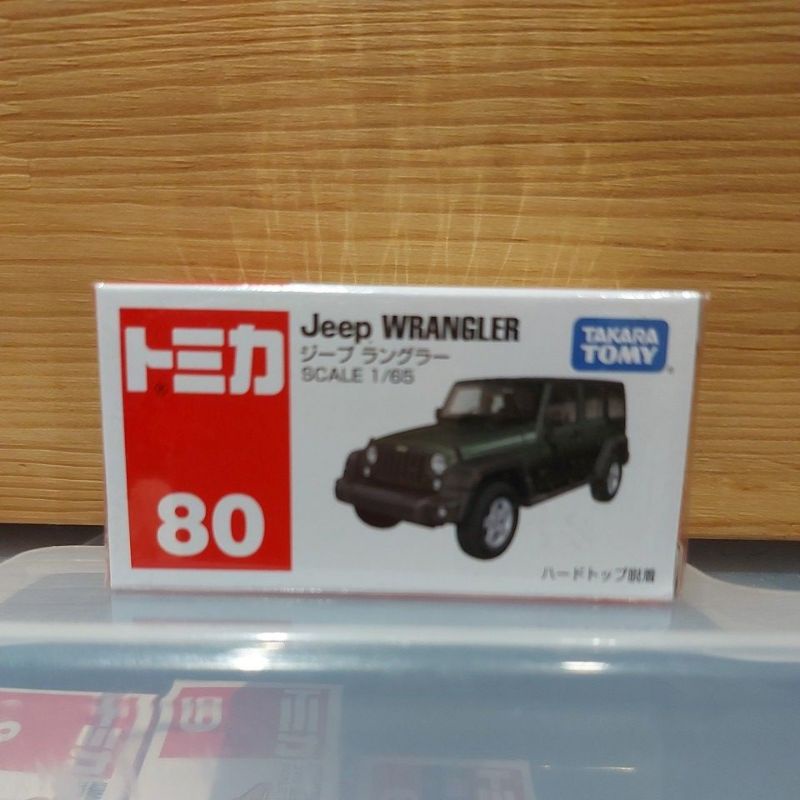 トミカ
80
Jeep WRANGLER
ジープ ラングラー
SCALE 1/65
TAKARA
TOMY
ハードトップ脱着